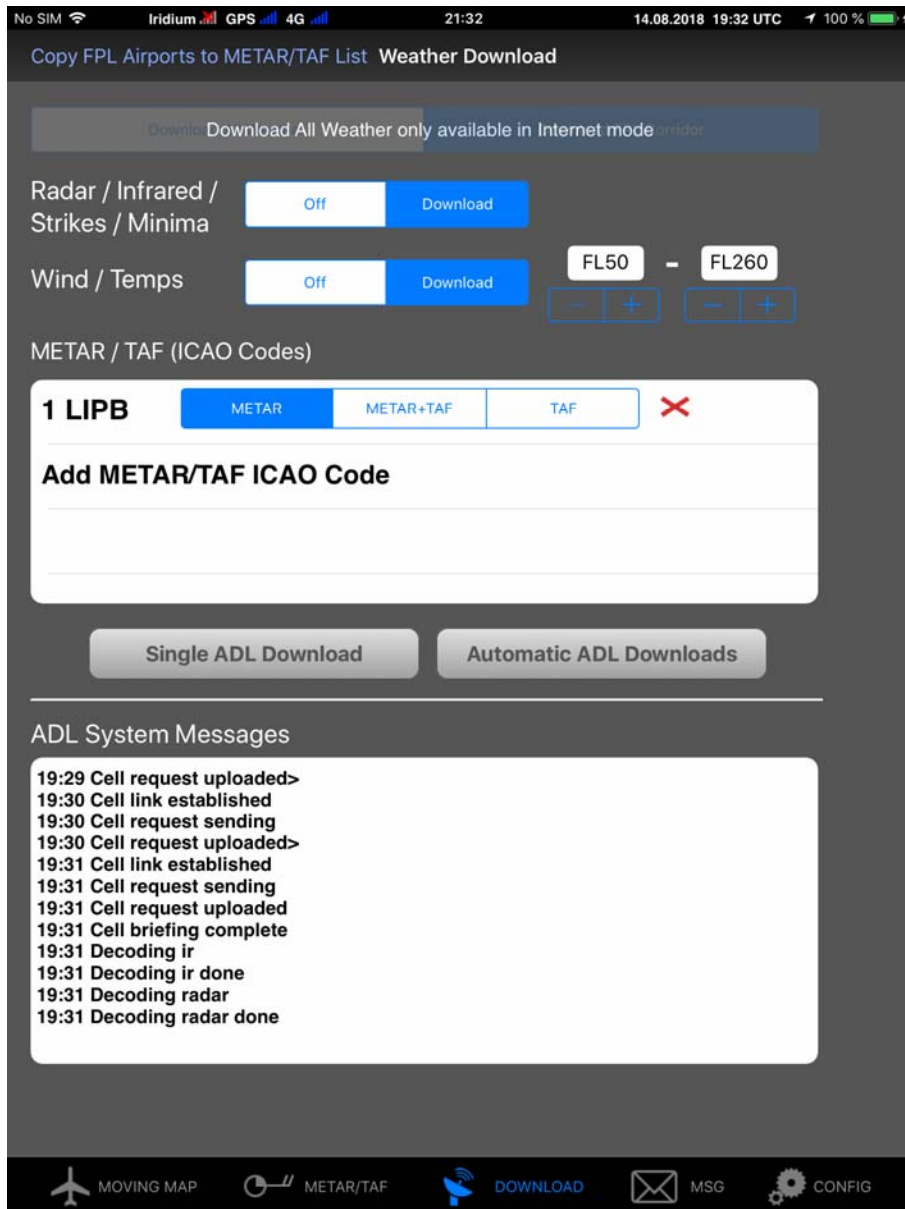 No SIM Iridium GPS 4G 21:32 14.08.2018 19:32 UTC 100 %
Copy FPL Airports to METAR/TAF List Weather Download
Download All Weather only available in Internet mode
Radar / Infrared /
Strikes / Minima
Off Download
Wind / Temps
Off Download
FL50 - FL260
- + - +
METAR / TAF (ICAO Codes)
1 LIPB METAR METAR+TAF TAF
Add METAR/TAF ICAO Code
Single ADL Download Automatic ADL Downloads
ADL System Messages
19:29 Cell request uploaded>
19:30 Cell link established
19:30 Cell request sending
19:30 Cell request uploaded>
19:31 Cell link established
19:31 Cell request sending
19:31 Cell request uploaded
19:31 Cell briefing complete
19:31 Decoding ir
19:31 Decoding ir done
19:31 Decoding radar
19:31 Decoding radar done
MOVING MAP METAR/TAF DOWNLOAD MSG CONFIG